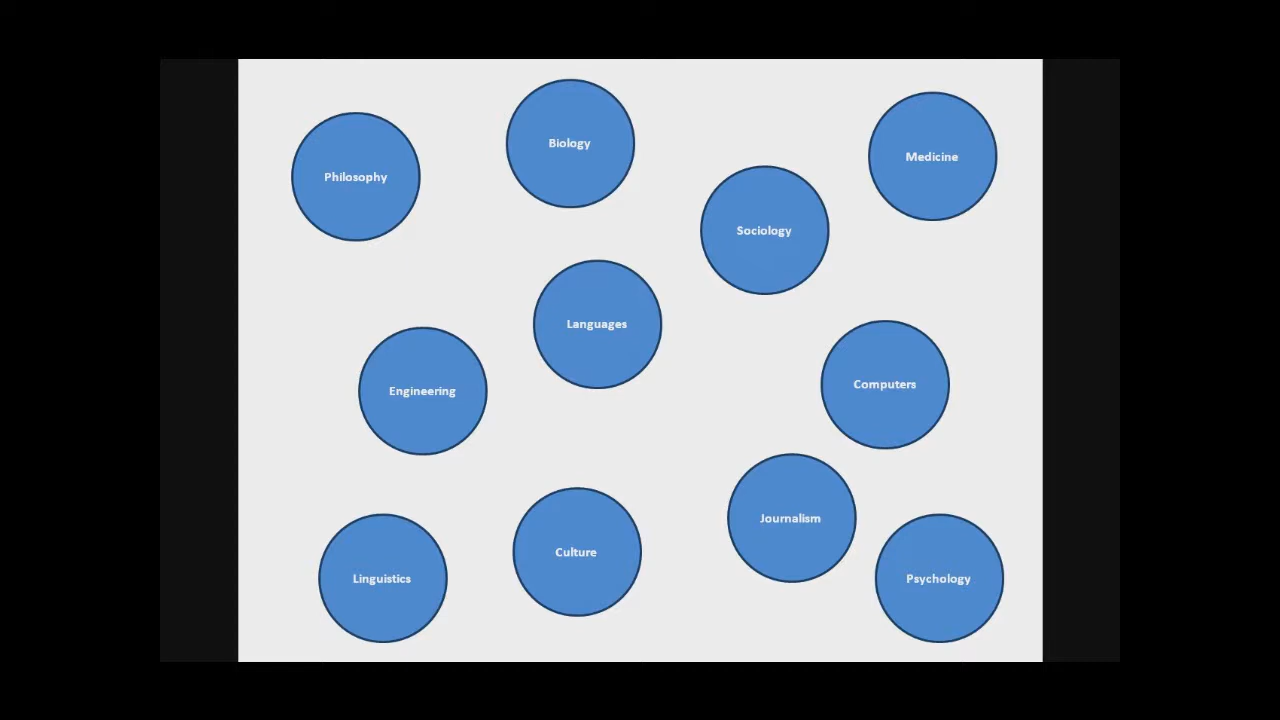 Biology
Medicine
Philosophy
Sociology
Languages
Computers
Engineering
Journalism
Culture
Linguistics
Psychology